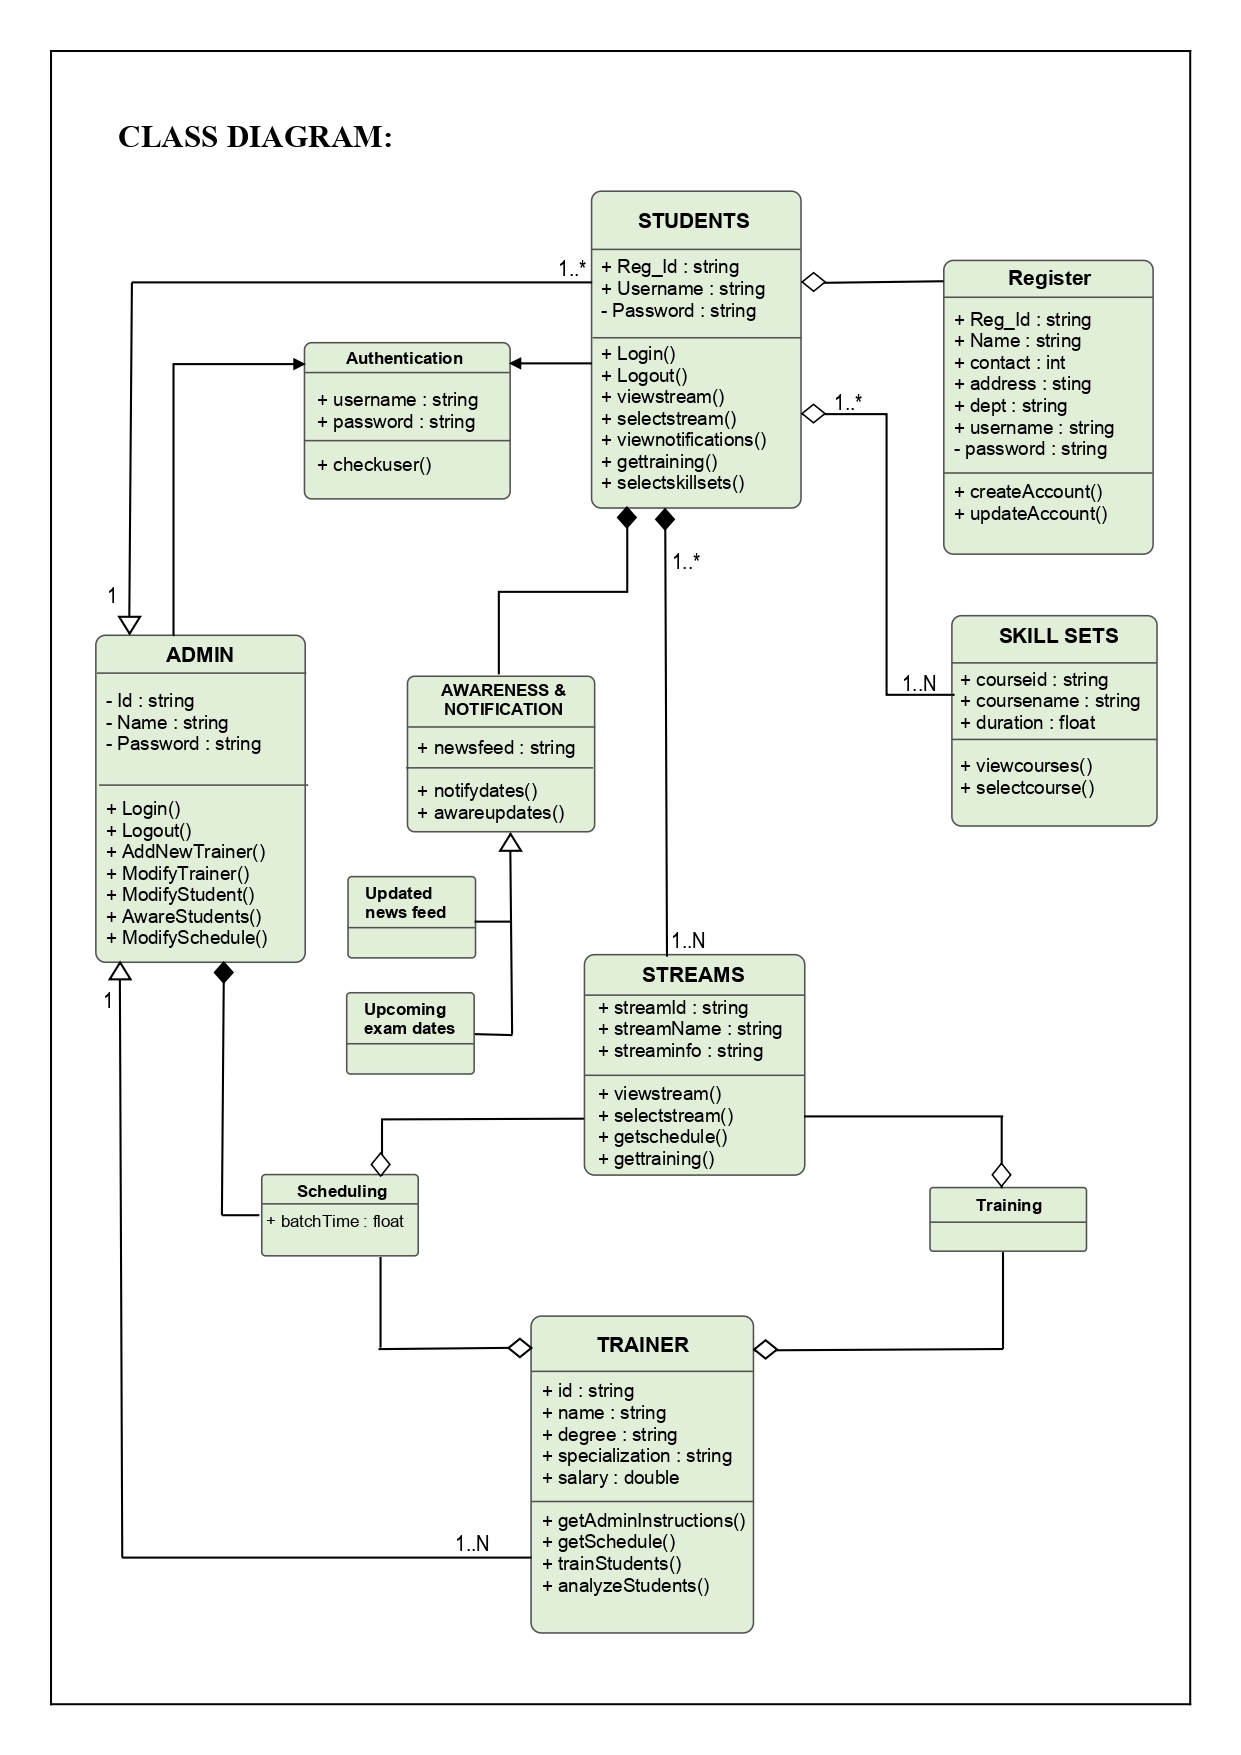 CLASS DIAGRAM:
STUDENTS
+ Reg_Id : string
+ Username : string
- Password : string
+ Login()
+ Logout()
+ viewstream()
+ selectstream()
+ viewnotifications()
+ gettraining()
+ selectskillsets()
1..*
Register
+ Reg_Id : string
+ Name : string
+ contact : int
+ address : sting
+ dept : string
+ username : string
- password : string
+ createAccount()
+ updateAccount()
Authentication
+ username : string
+ password : string
+ checkuser()
1..*
1..*
1
ADMIN
- Id : string
- Name : string
- Password : string
+ Login()
+ Logout()
+ AddNewTrainer()
+ ModifyTrainer()
+ ModifyStudent()
+ AwareStudents()
+ ModifySchedule()
1
AWARENESS &
NOTIFICATION
+ newsfeed : string
+ notifydates()
+ awareupdates()
SKILL SETS
+ courseid : string
+ coursename : string
+ duration : float
+ viewcourses()
+ selectcourse()
1..N
Updated
news feed
Upcoming
exam dates
1..N
STREAMS
+ streamId : string
+ streamName : string
+ streaminfo : string
+ viewstream()
+ selectstream()
+ getschedule()
+ gettraining()
Scheduling
+ batchTime : float
Training
TRAINER
+ id : string
+ name : string
+ degree : string
+ specialization : string
+ salary : double
+ getAdminInstructions()
+ getSchedule()
+ trainStudents()
+ analyzeStudents()
1..N